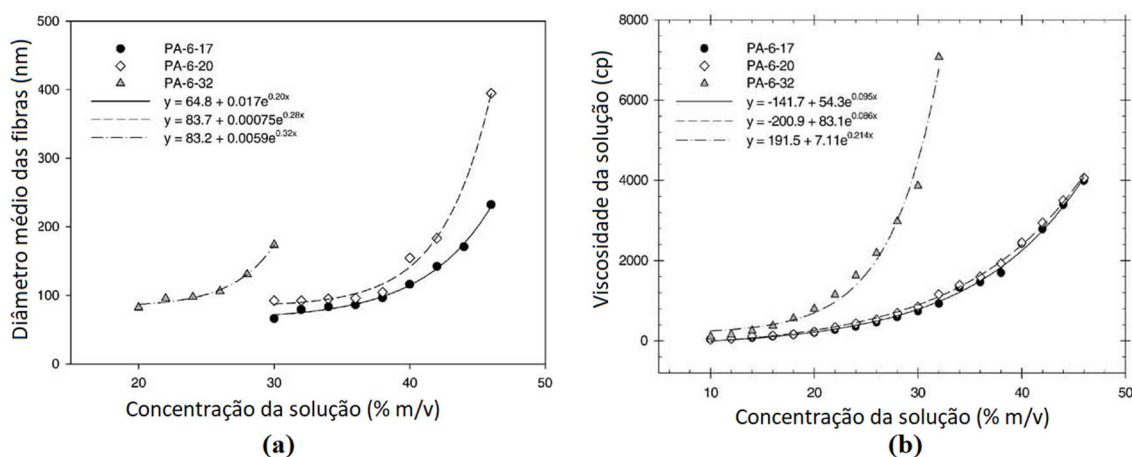 500
400
300
200
100
0
Diâmetro médio das fibras (nm)
PA-6-17
PA-6-20
PA-6-32
y = 64.8 + 0.017e^0.20x
y = 83.7 + 0.00075e^0.28x
y = 83.2 + 0.0059e^0.32x
20 30 40 50
Concentração da solução (% m/v)
(a)
8000
6000
4000
2000
0
Viscosidade da solução (cp)
PA-6-17
PA-6-20
PA-6-32
y = -141.7 + 54.3e^0.095x
y = -200.9 + 83.1e^0.086x
y = 191.5 + 7.11e^0.214x
10 20 30 40 50
Concentração da solução (% m/v)
(b)